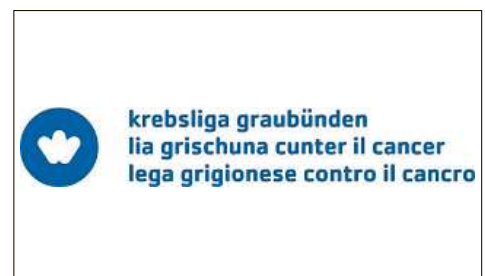 krebsliga graubünden
lia grischuna cunter il cancer
lega grigionese contro il cancro